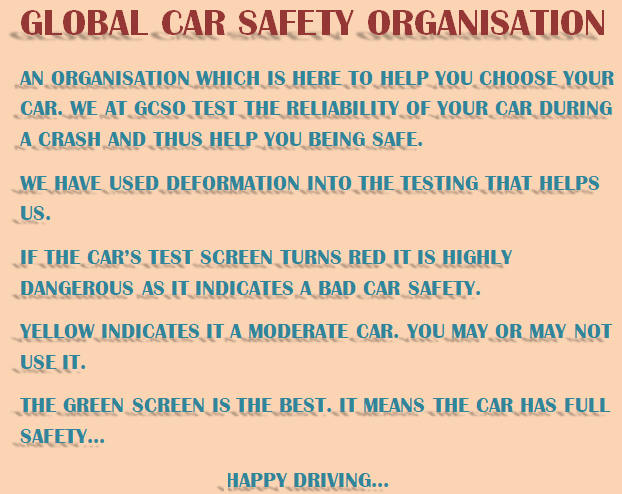 GLOBAL CAR SAFETY ORGANISATION
AN ORGANISATION WHICH IS HERE TO HELP YOU CHOOSE YOUR
CAR. WE AT GCSO TEST THE RELIABILITY OF YOUR CAR DURING
A CRASH AND THUS HELP YOU BEING SAFE.
WE HAVE USED DEFORMATION INTO THE TESTING THAT HELPS
US.
IF THE CAR'S TEST SCREEN TURNS RED IT IS HIGHLY
DANGEROUS AS IT INDICATES A BAD CAR SAFETY.
YELLOW INDICATES IT A MODERATE CAR. YOU MAY OR MAY NOT
USE IT.
THE GREEN SCREEN IS THE BEST. IT MEANS THE CAR HAS FULL
SAFETY...
HAPPY DRIVING...